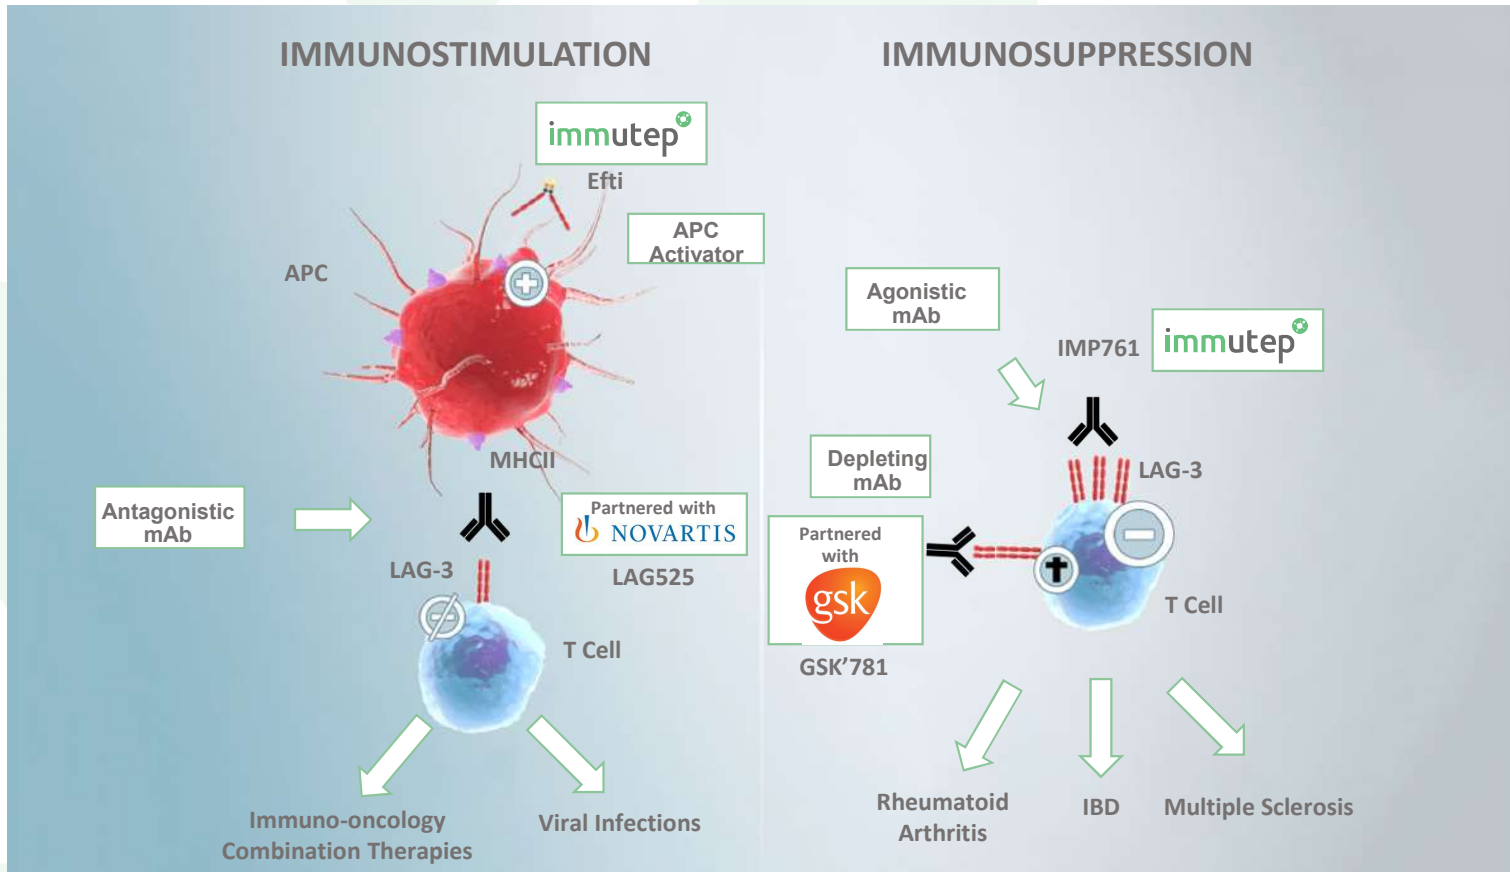 IMMUNOSTIMULATION
immutep
Efti
APC
Activator
APC
MHCII
Antagonistic
mAb
Partnered with
NOVARTIS
LAG525
LAG-3
T Cell
Immuno-oncology
Combination Therapies
Viral Infections
IMMUNOSUPPRESSION
Agonistic
mAb
IMP761
immutep
LAG-3
Depleting
mAb
Partnered
with
gsk
GSK’781
T Cell
Rheumatoid
Arthritis
IBD
Multiple Sclerosis